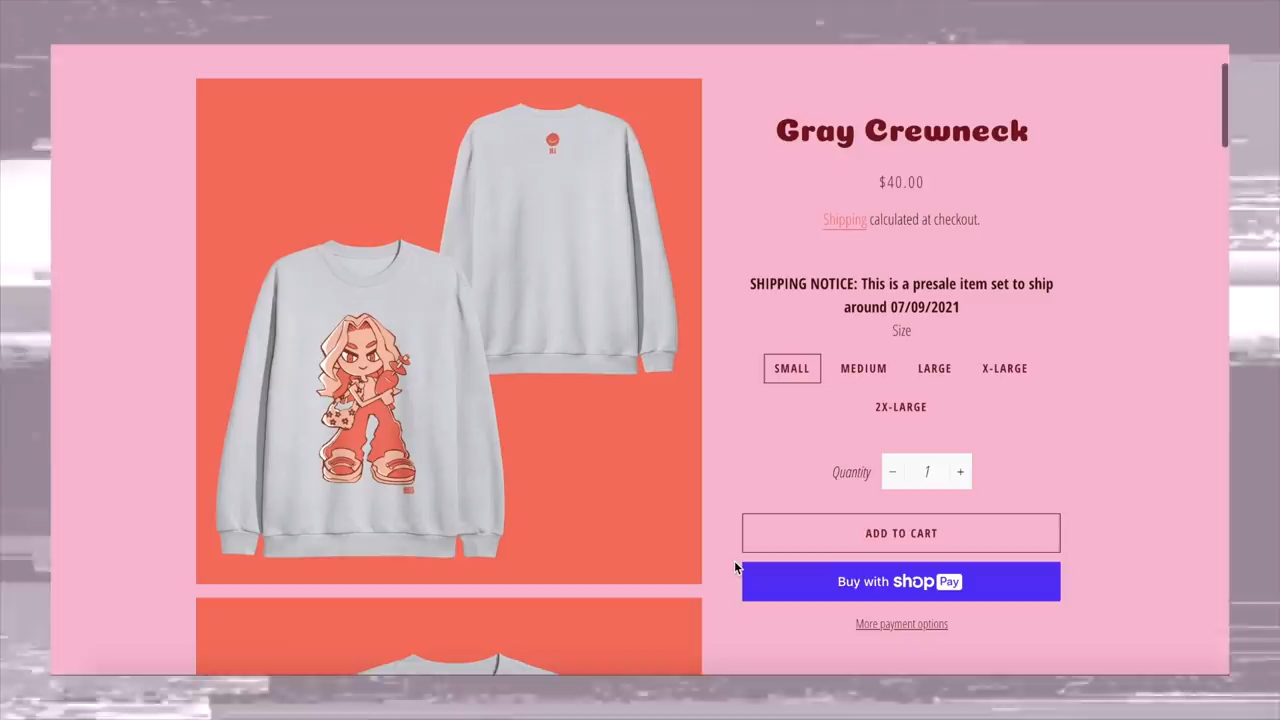 Gray Crewneck
$40.00
Shipping calculated at checkout.
SHIPPING NOTICE: This is a presale item set to ship
around 07/09/2021
Size
SMALL MEDIUM LARGE X-LARGE
2X-LARGE
Quantity − 1 +
ADD TO CART
Buy with shop Pay
More payment options